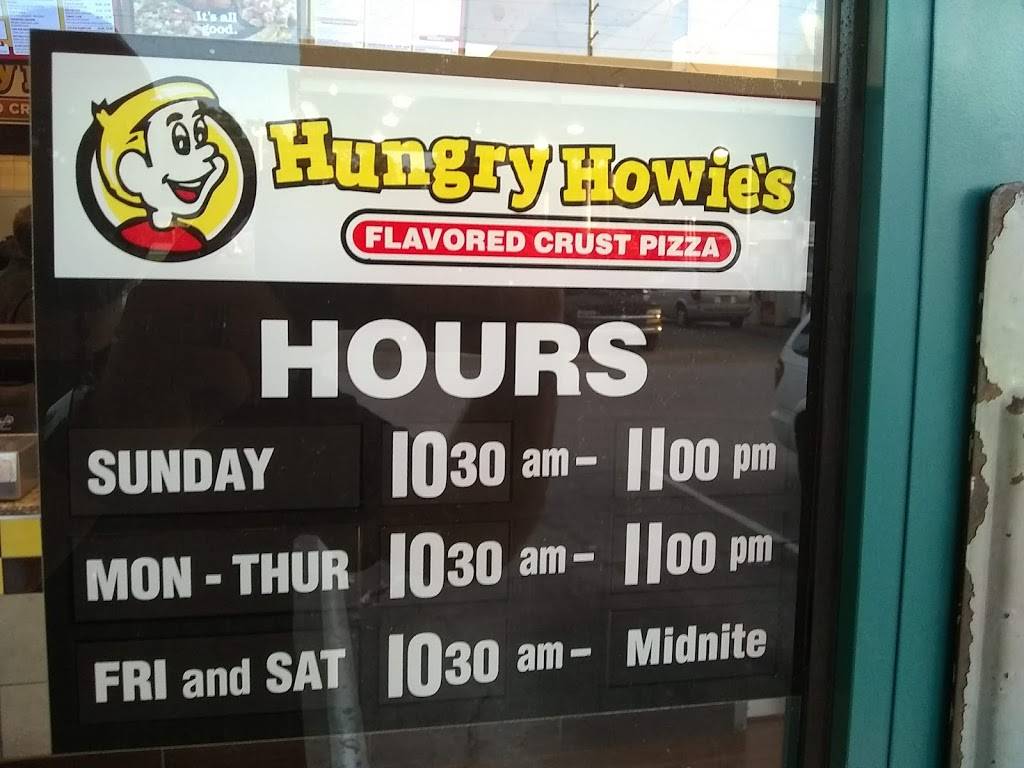 It's all
good.
Hungry Howie's
FLAVORED CRUST PIZZA
HOURS
SUNDAY 1030 am - 1100 pm
MON - THUR 1030 am - 1100 pm
FRI and SAT 1030 am - Midnite